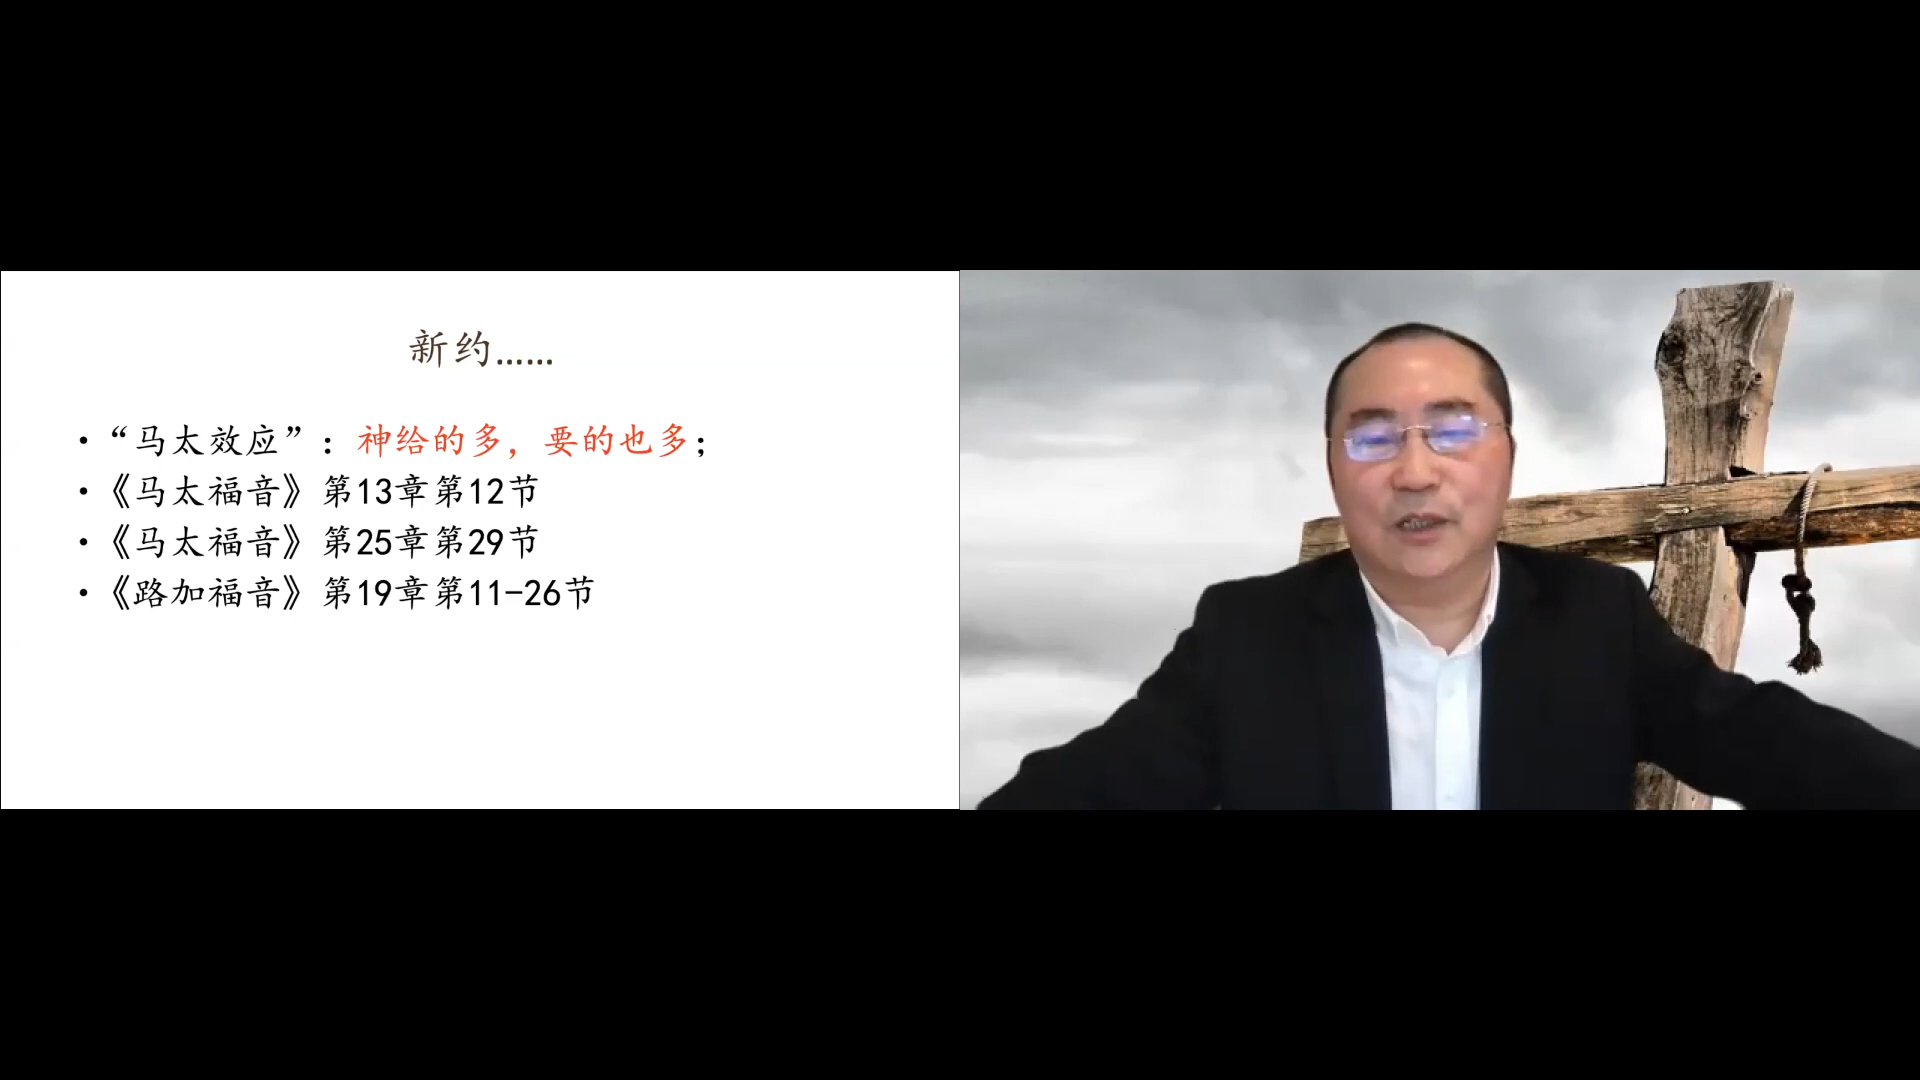 新约……
• “马太效应”：神给的多，要的也多；
• 《马太福音》第13章第12节
• 《马太福音》第25章第29节
• 《路加福音》第19章第11-26节